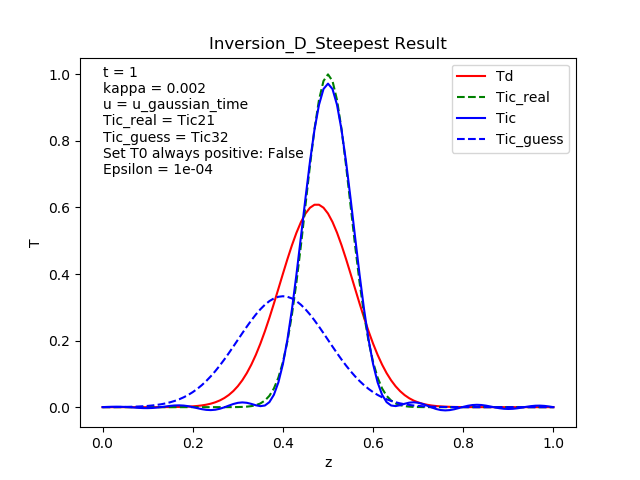 Inversion_D_Steepest Result
t = 1
kappa = 0.002
u = u_gaussian_time
Tic_real = Tic21
Tic_guess = Tic32
Set T0 always positive: False
Epsilon = 1e-04
Td
Tic_real
Tic
Tic_guess
T
1.0
0.8
0.6
0.4
0.2
0.0
0.0 0.2 0.4 0.6 0.8 1.0
z